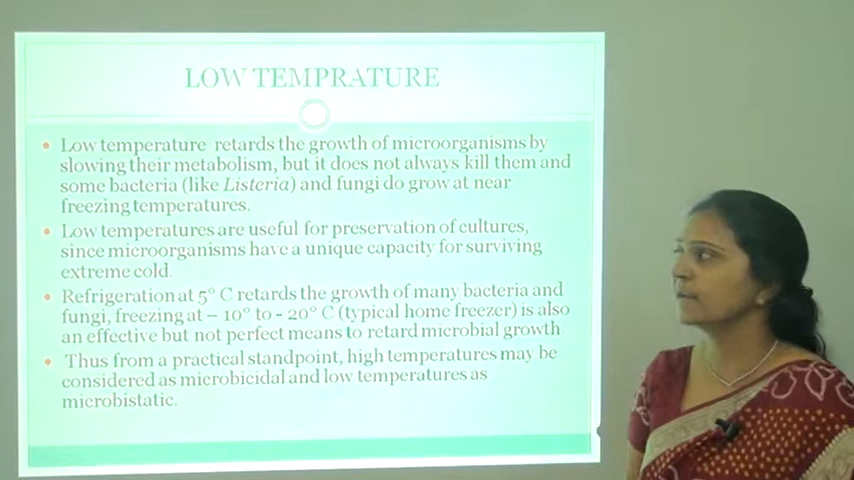 LOW TEMPRATURE
Low temperature retards the growth of microorganisms by
slowing their metabolism, but it does not always kill them and
some bacteria (like Listeria) and fungi do grow at near
freezing temperatures.
Low temperatures are useful for preservation of cultures,
since microorganisms have a unique capacity for surviving
extreme cold.
Refrigeration at 5° C retards the growth of many bacteria and
fungi, freezing at – 10° to - 20° C (typical home freezer) is also
an effective but not perfect means to retard microbial growth
Thus from a practical standpoint, high temperatures may be
considered as microbicidal and low temperatures as
microbistatic.